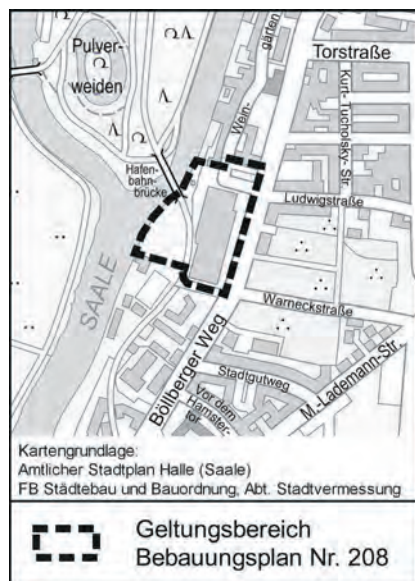 Pulver-
weiden
Torstraße
Wein-
gärten
Kurt-Tucholsky-Str.
Hafen-
bahn-
brücke
Ludwigstraße
SAALE
Warneckstraße
Böllberger Weg
M.-Lademann-Str.
Stadtgutweg
Vor dem
Hamster-
tor
Kartengrundlage:
Amtlicher Stadtplan Halle (Saale)
FB Städtebau und Bauordnung, Abt. Stadtvermessung
Geltungsbereich
Bebauungsplan Nr. 208